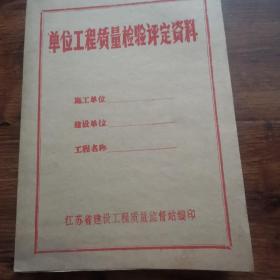 单位工程质量检验评定资料
施工单位
建设单位
工程名称
江苏省建设工程质量监督站编印